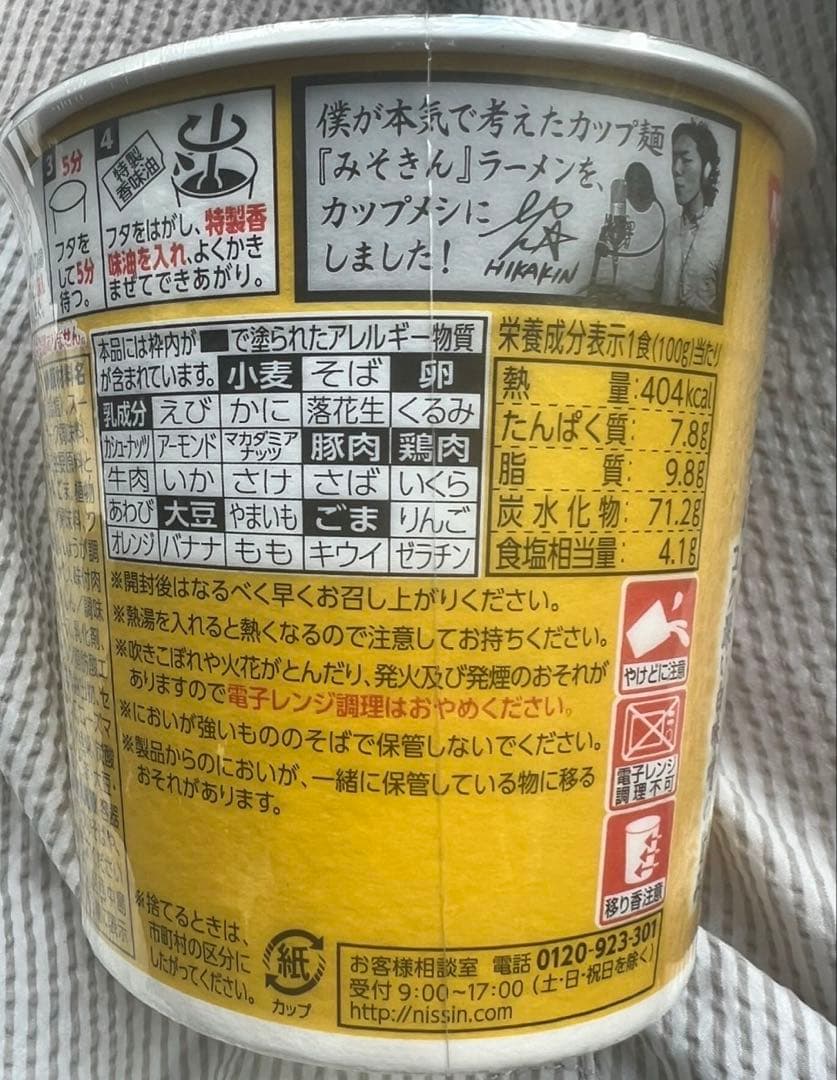 3
5分
フタを
して5分
待つ。
4
特製
香味油
フタをはがし、特製香
味油を入れ、よくかき
まぜてできあがり。
僕が本気で考えたカップ麺
『みそきん』ラーメンを、
カップメシに
しました!
HIKAKIN
本品には枠内が■で塗られたアレルギー物質
が含まれています。 小麦 そば 卵
乳成分 えび かに 落花生 くるみ
カシューナッツ アーモンド マカダミアナッツ 豚肉 鶏肉
牛肉 いか さけ さば いくら
あわび 大豆 やまいも ごま りんご
オレンジ バナナ もも キウイ ゼラチン
栄養成分表示1食(100g)当たり
熱量: 404kcal
たんぱく質: 7.8g
脂質: 9.8g
炭水化物: 71.2g
食塩相当量: 4.1g
※開封後はなるべく早くお召し上がりください。
※熱湯を入れると熱くなるので注意してお持ちください。
※吹きこぼれや火花がとんだり、発火及び発煙のおそれが
ありますので電子レンジ調理はおやめください。
※においが強いもののそばで保管しないでください。
※製品からのにおいが、一緒に保管している物に移る
おそれがあります。
やけどに注意
電子レンジ
調理不可
移り香注意
※捨てるときは、
市町村の区分に
したがってください。
紙
カップ
お客様相談室 電話 0120-923-301
受付 9:00~17:00 (土・日・祝日を除く)
http://nissin.com